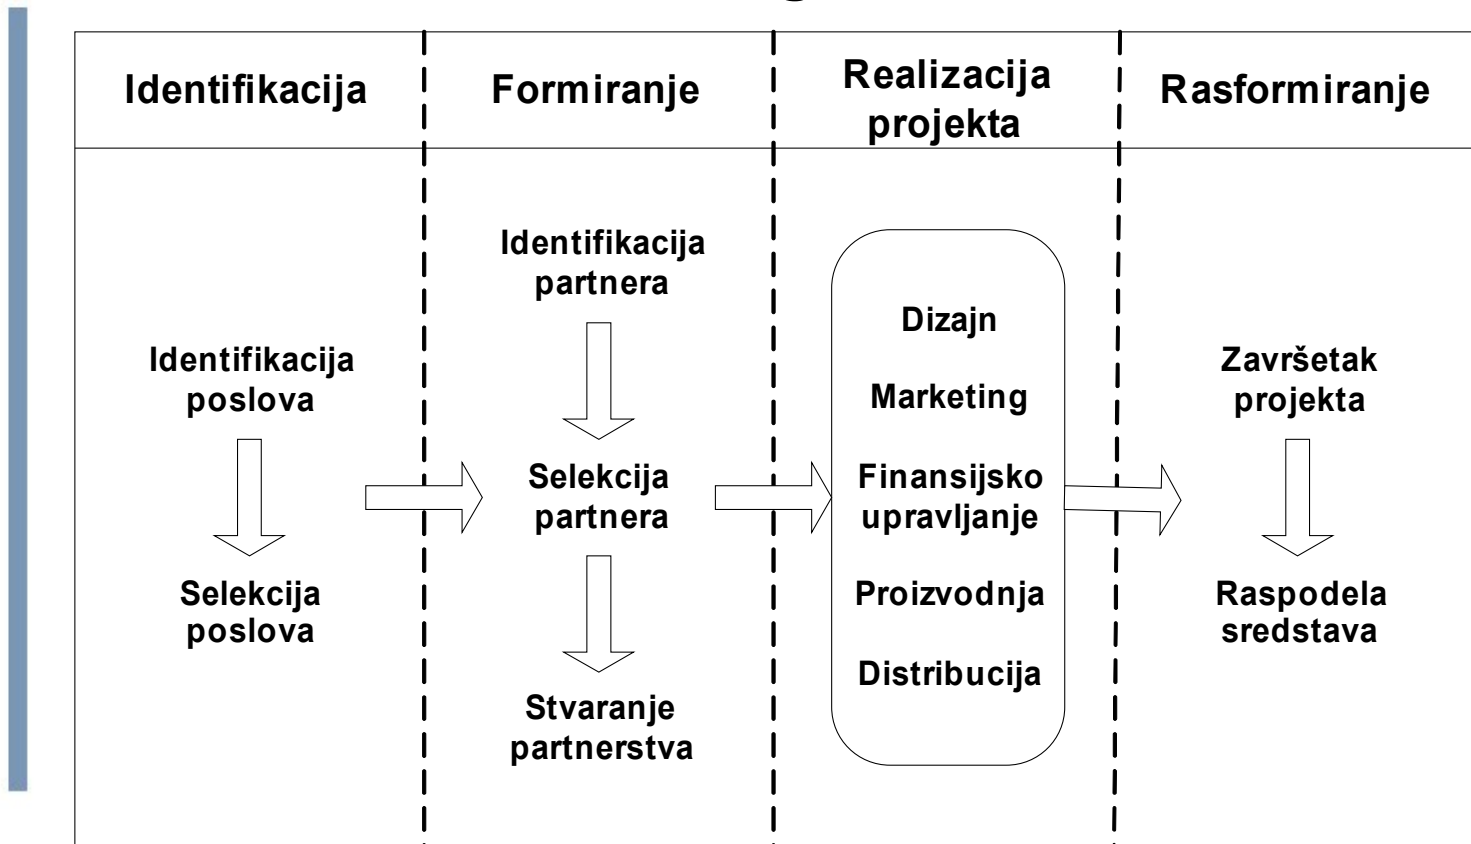 Identifikacija
Formiranje
Realizacija
projekta
Rasformiranje
Identifikacija
poslova
Selekcija
poslova
Identifikacija
partnera
Selekcija
partnera
Stvaranje
partnerstva
Dizajn
Marketing
Finansijsko
upravljanje
Proizvodnja
Distribucija
Završetak
projekta
Raspodela
sredstava